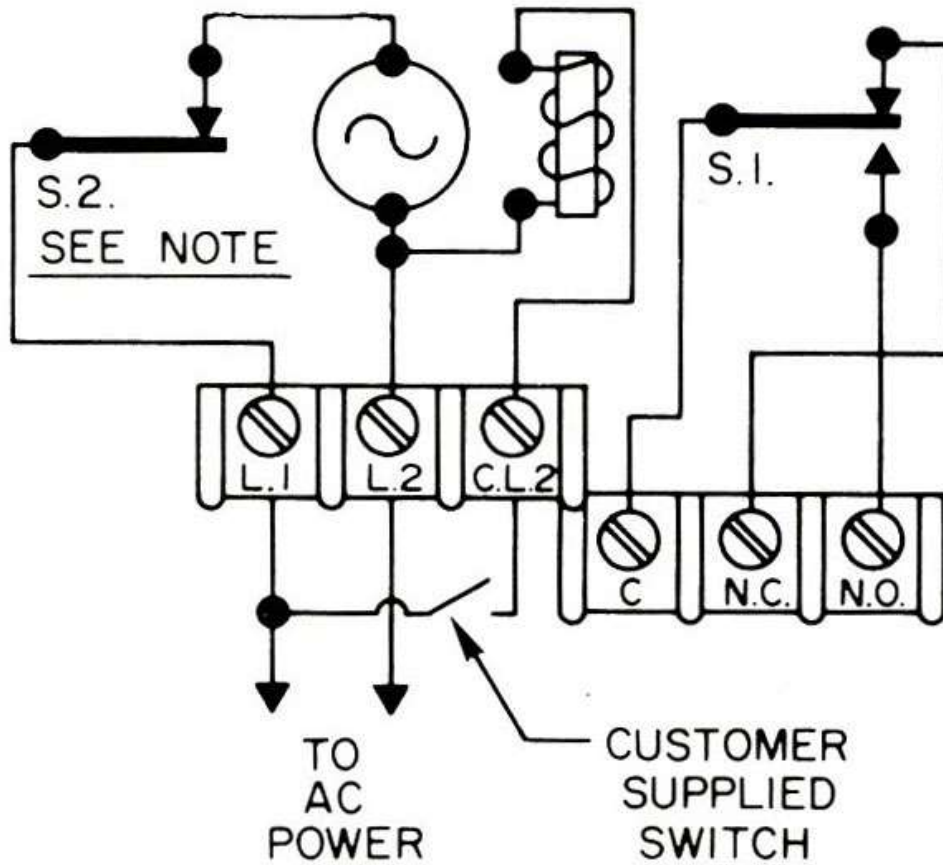 S.2.
SEE NOTE
S.1.
L.1
L.2
C.L.2
C
N.C.
N.O.
TO
AC
POWER
CUSTOMER
SUPPLIED
SWITCH